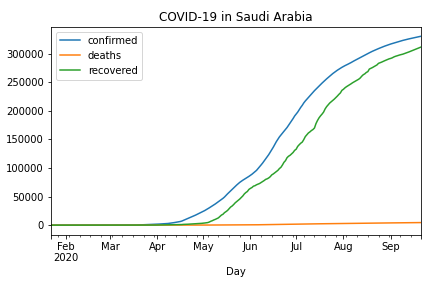 COVID-19 in Saudi Arabia
confirmed
deaths
recovered
300000
250000
200000
150000
100000
50000
0
Feb Mar Apr May Jun Jul Aug Sep
2020
Day